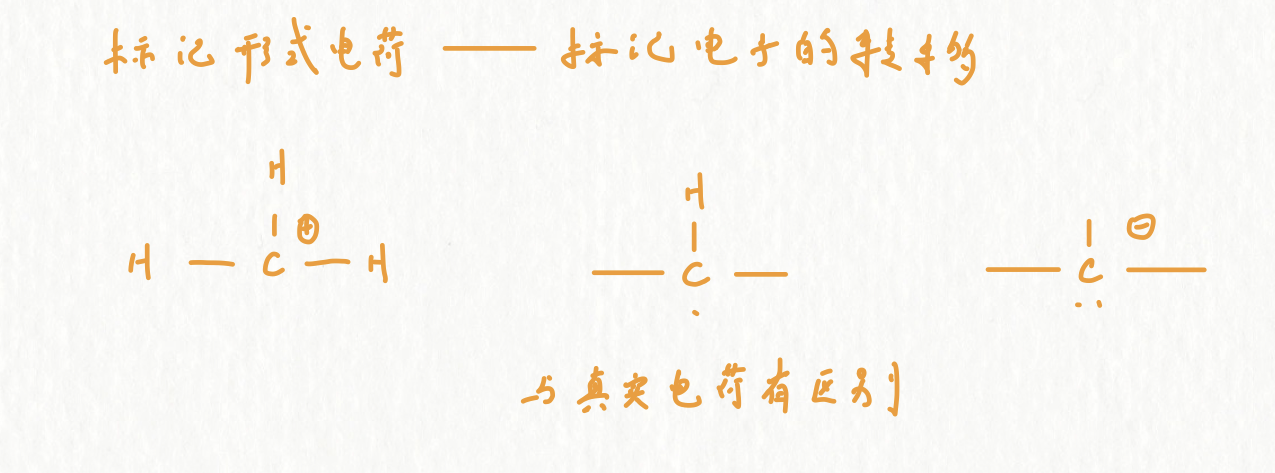 标记形式电荷 —— 标记电子的转移
H
H
⊕
⊖
H — C — H
— C —
— C —
与真实电荷有区别